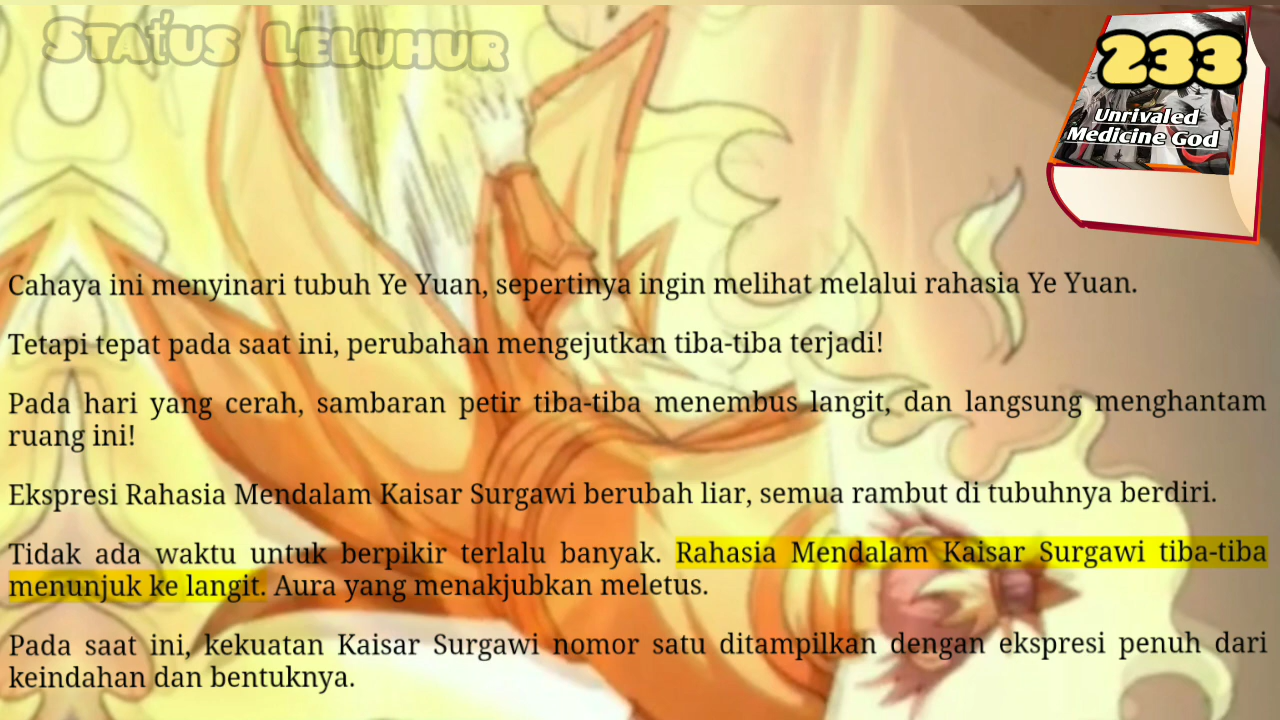 Status Leluhur
233
Unrivaled
Medicine God
Cahaya ini menyinari tubuh Ye Yuan, sepertinya ingin melihat melalui rahasia Ye Yuan.
Tetapi tepat pada saat ini, perubahan mengejutkan tiba-tiba terjadi!
Pada hari yang cerah, sambaran petir tiba-tiba menembus langit, dan langsung menghantam
ruang ini!
Ekspresi Rahasia Mendalam Kaisar Surgawi berubah liar, semua rambut di tubuhnya berdiri.
Tidak ada waktu untuk berpikir terlalu banyak. Rahasia Mendalam Kaisar Surgawi tiba-tiba
menunjuk ke langit. Aura yang menakjubkan meletus.
Pada saat ini, kekuatan Kaisar Surgawi nomor satu ditampilkan dengan ekspresi penuh dari
keindahan dan bentuknya.